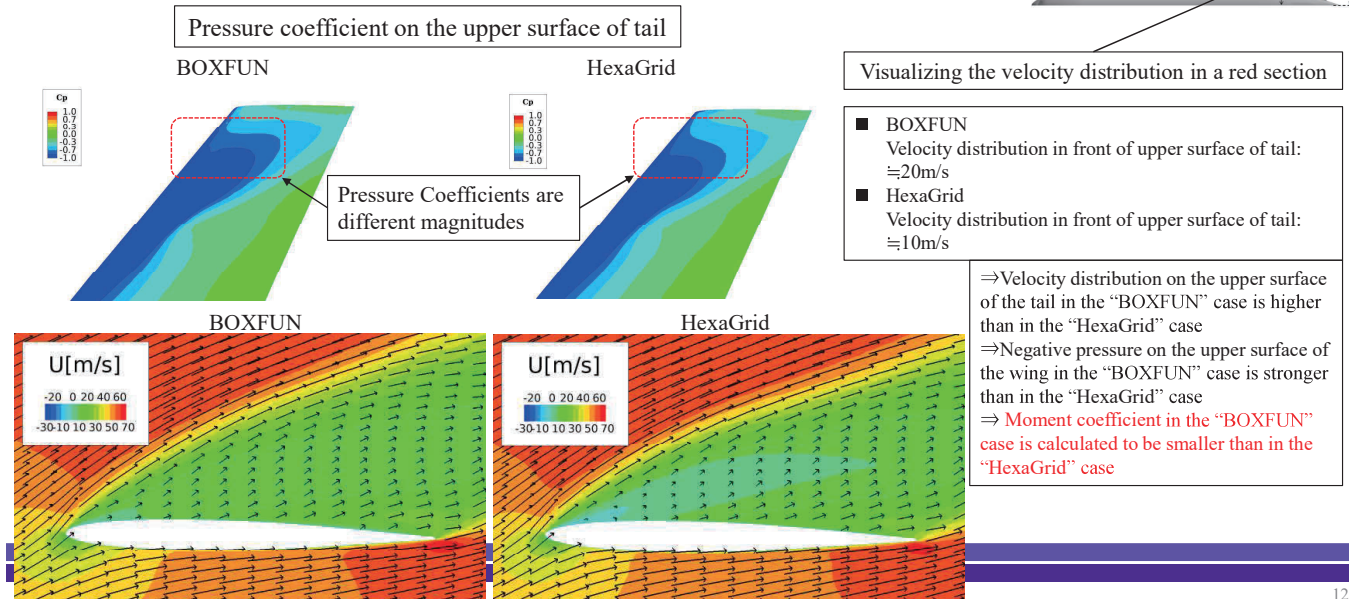 Pressure coefficient on the upper surface of tail
BOXFUN
HexaGrid
Cp
1.0
0.7
0.3
0.0
-0.3
-0.7
-1.0
Cp
1.0
0.7
0.3
0.0
-0.3
-0.7
-1.0
Pressure Coefficients are
different magnitudes
Visualizing the velocity distribution in a red section
■ BOXFUN
Velocity distribution in front of upper surface of tail:
≒20m/s
■ HexaGrid
Velocity distribution in front of upper surface of tail:
≒10m/s
⇒Velocity distribution on the upper surface
of the tail in the “BOXFUN” case is higher
than in the “HexaGrid” case
⇒Negative pressure on the upper surface of
the wing in the “BOXFUN” case is stronger
than in the “HexaGrid” case
⇒ Moment coefficient in the “BOXFUN”
case is calculated to be smaller than in the
“HexaGrid” case
BOXFUN
HexaGrid
U[m/s]
-20 0 20 40 60
-30 -10 10 30 50 70
U[m/s]
-20 0 20 40 60
-30 -10 10 30 50 70
12